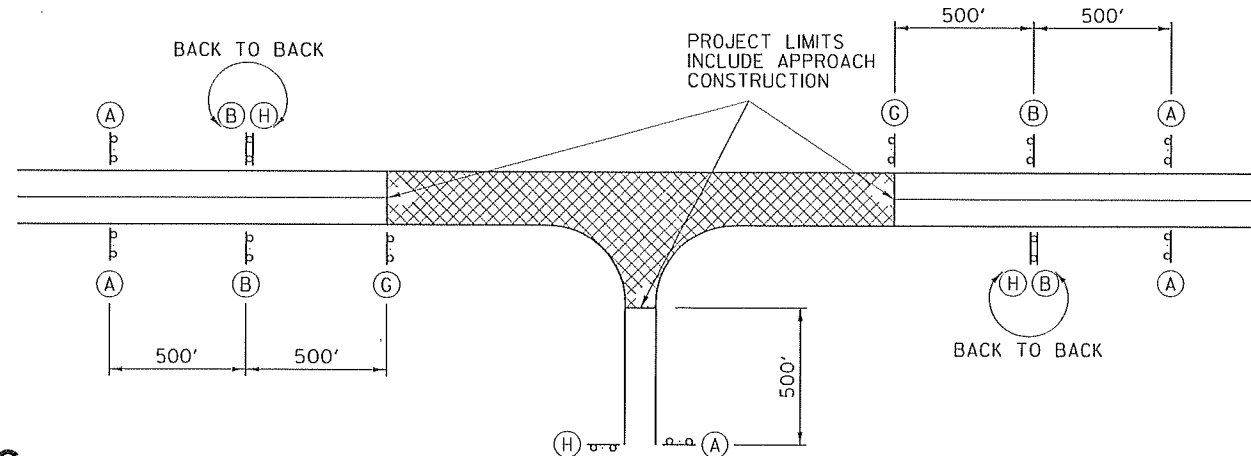 500' 500'
BACK TO BACK
PROJECT LIMITS
INCLUDE APPROACH
CONSTRUCTION
A B H G B A
A B G H B A
500' 500'
BACK TO BACK
500'
H A